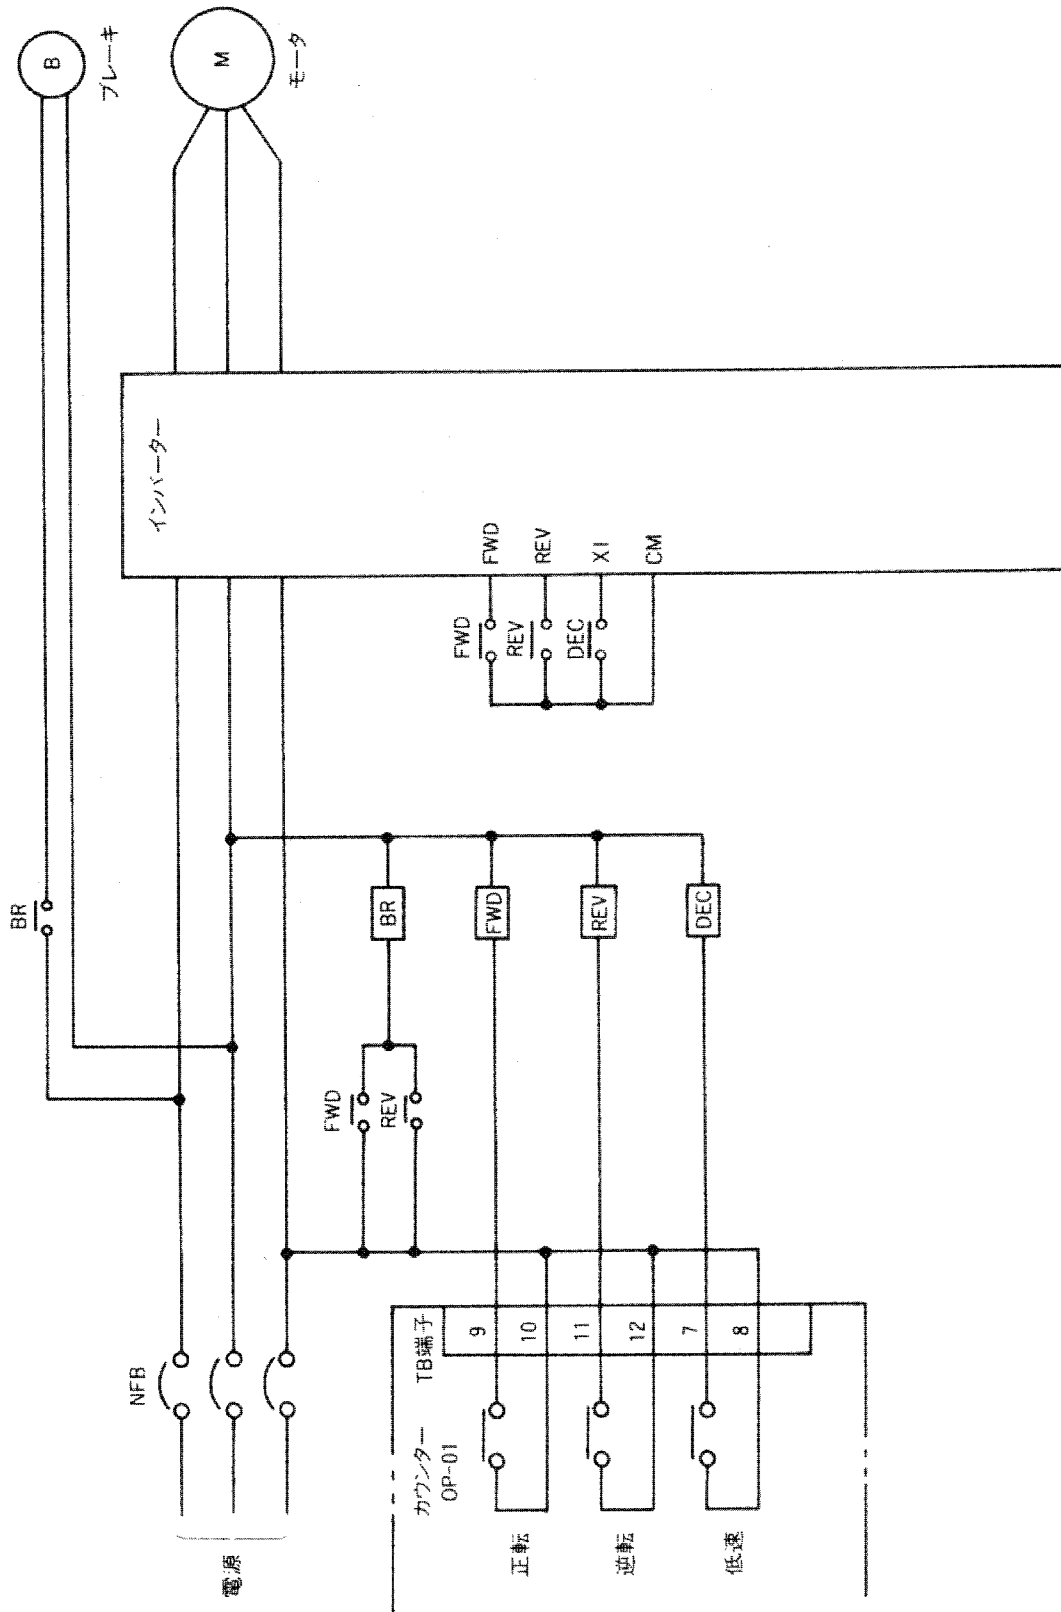 電源
NFB
BR
B
ブレーキ
M
モータ
インバーター
FWD
REV
DEC
FWD
REV
X1
CM
BR
FWD
REV
DEC
FWD
REV
カウンター
OP-01
TB端子
9
10
11
12
7
8
正転
逆転
低速